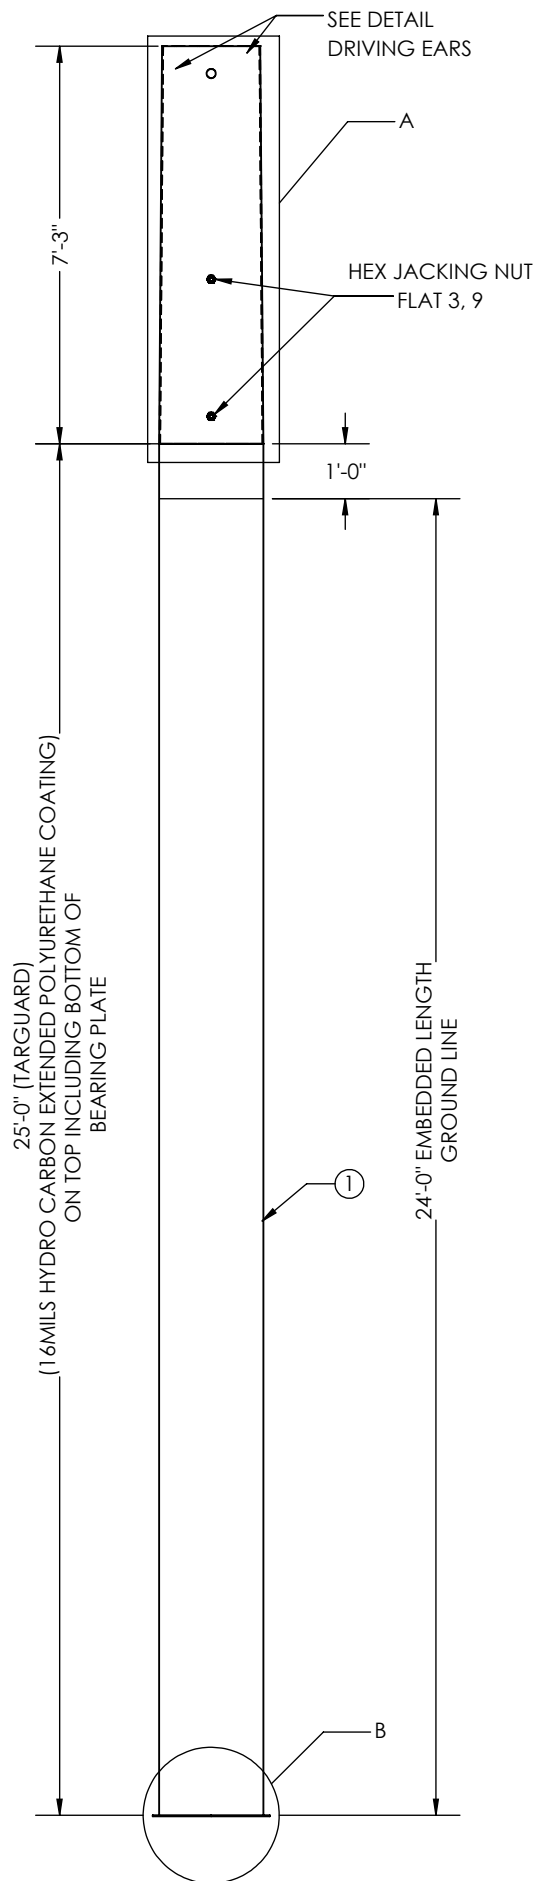 SEE DETAIL
DRIVING EARS
A
7'-3"
HEX JACKING NUT
FLAT 3, 9
1'-0"
25'-0" (TARGUARD)
(16MILS HYDRO CARBON EXTENDED POLYURETHANE COATING)
ON TOP INCLUDING BOTTOM OF
BEARING PLATE
24'-0" EMBEDDED LENGTH
GROUND LINE
1
B